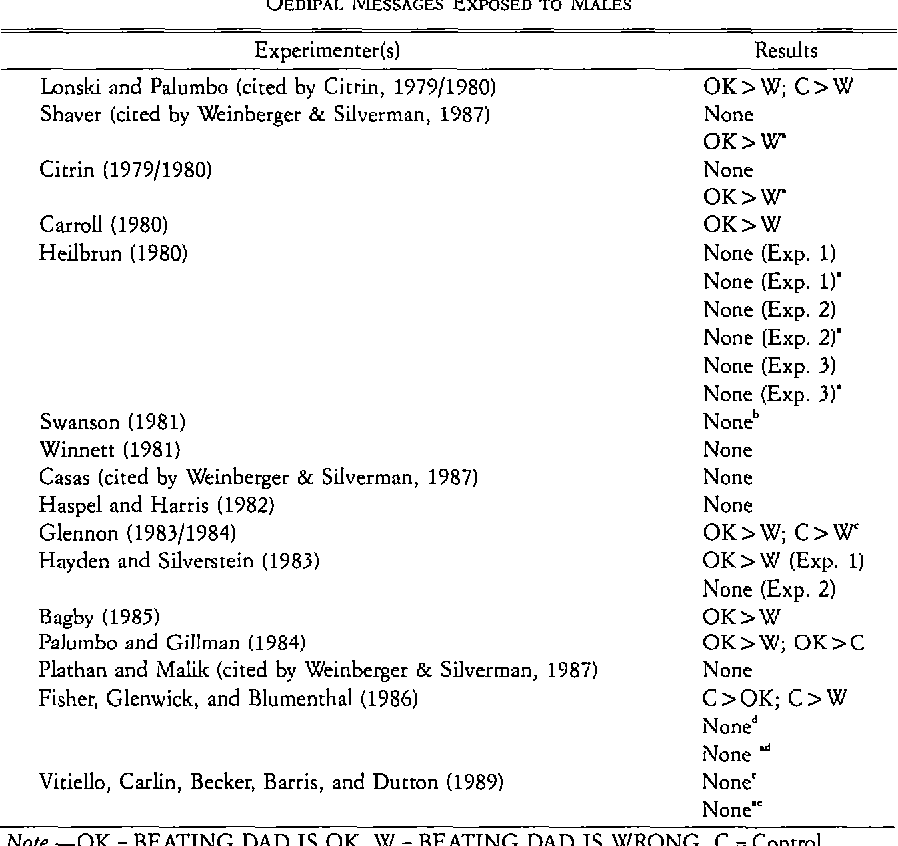 OEDIPAL MESSAGES EXPOSED TO MALES
Experimenter(s) Results
Lonski and Palumbo (cited by Citrin, 1979/1980) OK > W; C > W
Shaver (cited by Weinberger & Silverman, 1987) None
OK > Wᵃ
Citrin (1979/1980) None
OK > Wᵃ
Carroll (1980) OK > W
Heilbrun (1980) None (Exp. 1)
None (Exp. 1)ᵃ
None (Exp. 2)
None (Exp. 2)ᵃ
None (Exp. 3)
None (Exp. 3)ᵃ
Swanson (1981) Noneᵇ
Winnett (1981) None
Casas (cited by Weinberger & Silverman, 1987) None
Haspel and Harris (1982) None
Glennon (1983/1984) OK > W; C > Wᶜ
Hayden and Silverstein (1983) OK > W (Exp. 1)
None (Exp. 2)
Bagby (1985) OK > W
Palumbo and Gillman (1984) OK > W; OK > C
Plathan and Malik (cited by Weinberger & Silverman, 1987) None
Fisher, Glenwick, and Blumenthal (1986) C > OK; C > W
Noneᵈ
None ᵃᵈ
Vitiello, Carlin, Becker, Barris, and Dutton (1989) None
None
Note.—OK = BEATING DAD IS OK, W = BEATING DAD IS WRONG, C = Control